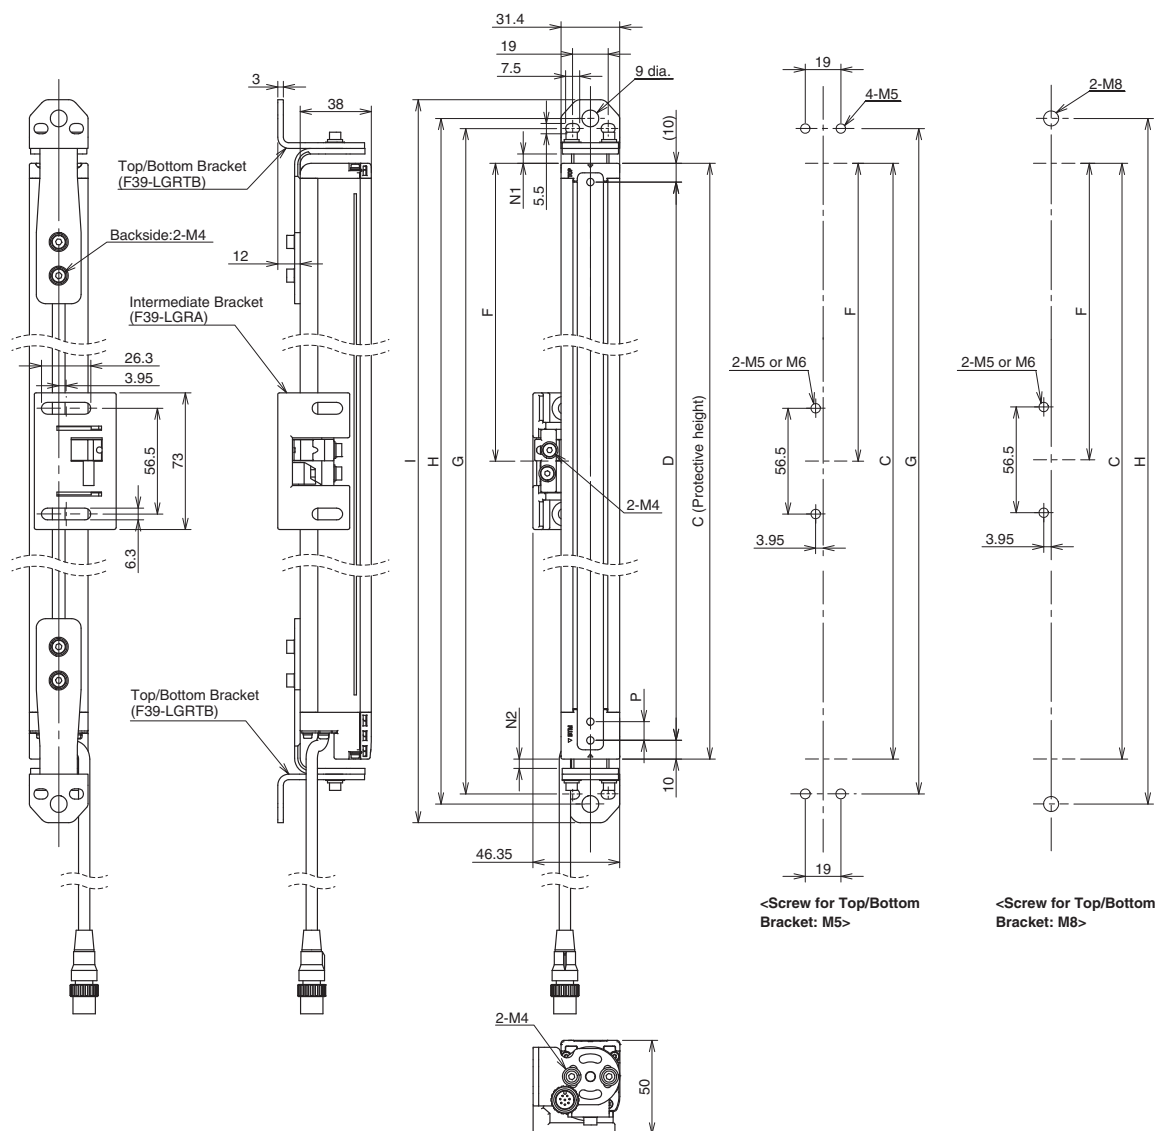 31.4
19
7.5
9 dia.
3
38
(10)
19
4-M5
2-M8
Top/Bottom Bracket
(F39-LGRTB)
N1
5.5
Backside:2-M4
12
Intermediate Bracket
(F39-LGRA)
F
F
F
26.3
3.95
2-M5 or M6
2-M5 or M6
56.5
73
I
H
G
D
C (Protective height)
56.5
C
G
56.5
C
H
2-M4
6.3
3.95
3.95
Top/Bottom Bracket
(F39-LGRTB)
N2
P
10
46.35
19
<Screw for Top/Bottom
Bracket: M5>
<Screw for Top/Bottom
Bracket: M8>
2-M4
50